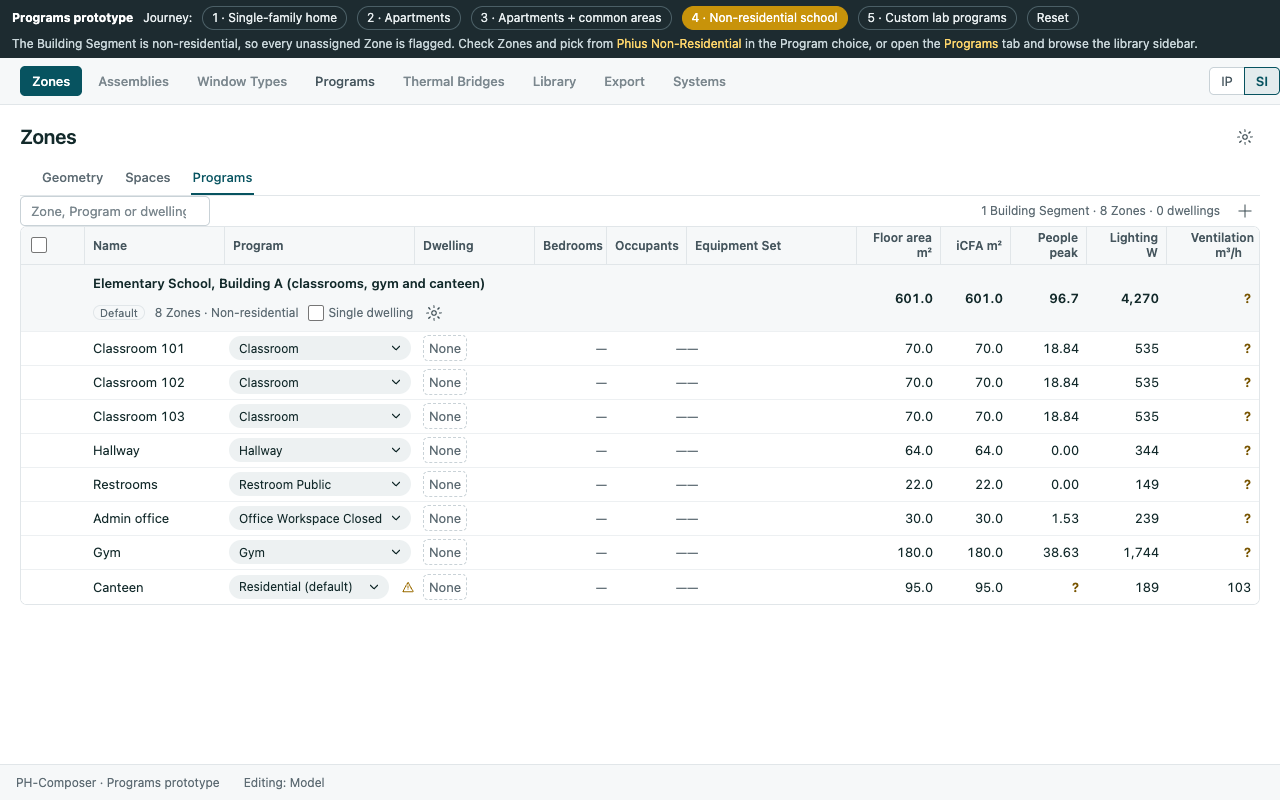 Programs prototype Journey: 1 · Single-family home 2 · Apartments 3 · Apartments + common areas 4 · Non-residential school 5 · Custom lab programs Reset
The Building Segment is non-residential, so every unassigned Zone is flagged. Check Zones and pick from Phius Non-Residential in the Program choice, or open the Programs tab and browse the library sidebar.
Zones Assemblies Window Types Programs Thermal Bridges Library Export Systems IP SI
Zones
Geometry Spaces Programs
Zone, Program or dwelling 1 Building Segment · 8 Zones · 0 dwellings
Name Program Dwelling Bedrooms Occupants Equipment Set Floor area m² iCFA m² People peak Lighting W Ventilation m³/h
Elementary School, Building A (classrooms, gym and canteen) 601.0 601.0 96.7 4,270 ?
Default 8 Zones · Non-residential Single dwelling
Classroom 101 Classroom None — —— 70.0 70.0 18.84 535 ?
Classroom 102 Classroom None — —— 70.0 70.0 18.84 535 ?
Classroom 103 Classroom None — —— 70.0 70.0 18.84 535 ?
Hallway Hallway None — —— 64.0 64.0 0.00 344 ?
Restrooms Restroom Public None — —— 22.0 22.0 0.00 149 ?
Admin office Office Workspace Closed None — —— 30.0 30.0 1.53 239 ?
Gym Gym None — —— 180.0 180.0 38.63 1,744 ?
Canteen Residential (default) None — —— 95.0 95.0 ? 189 103
PH-Composer · Programs prototype Editing: Model